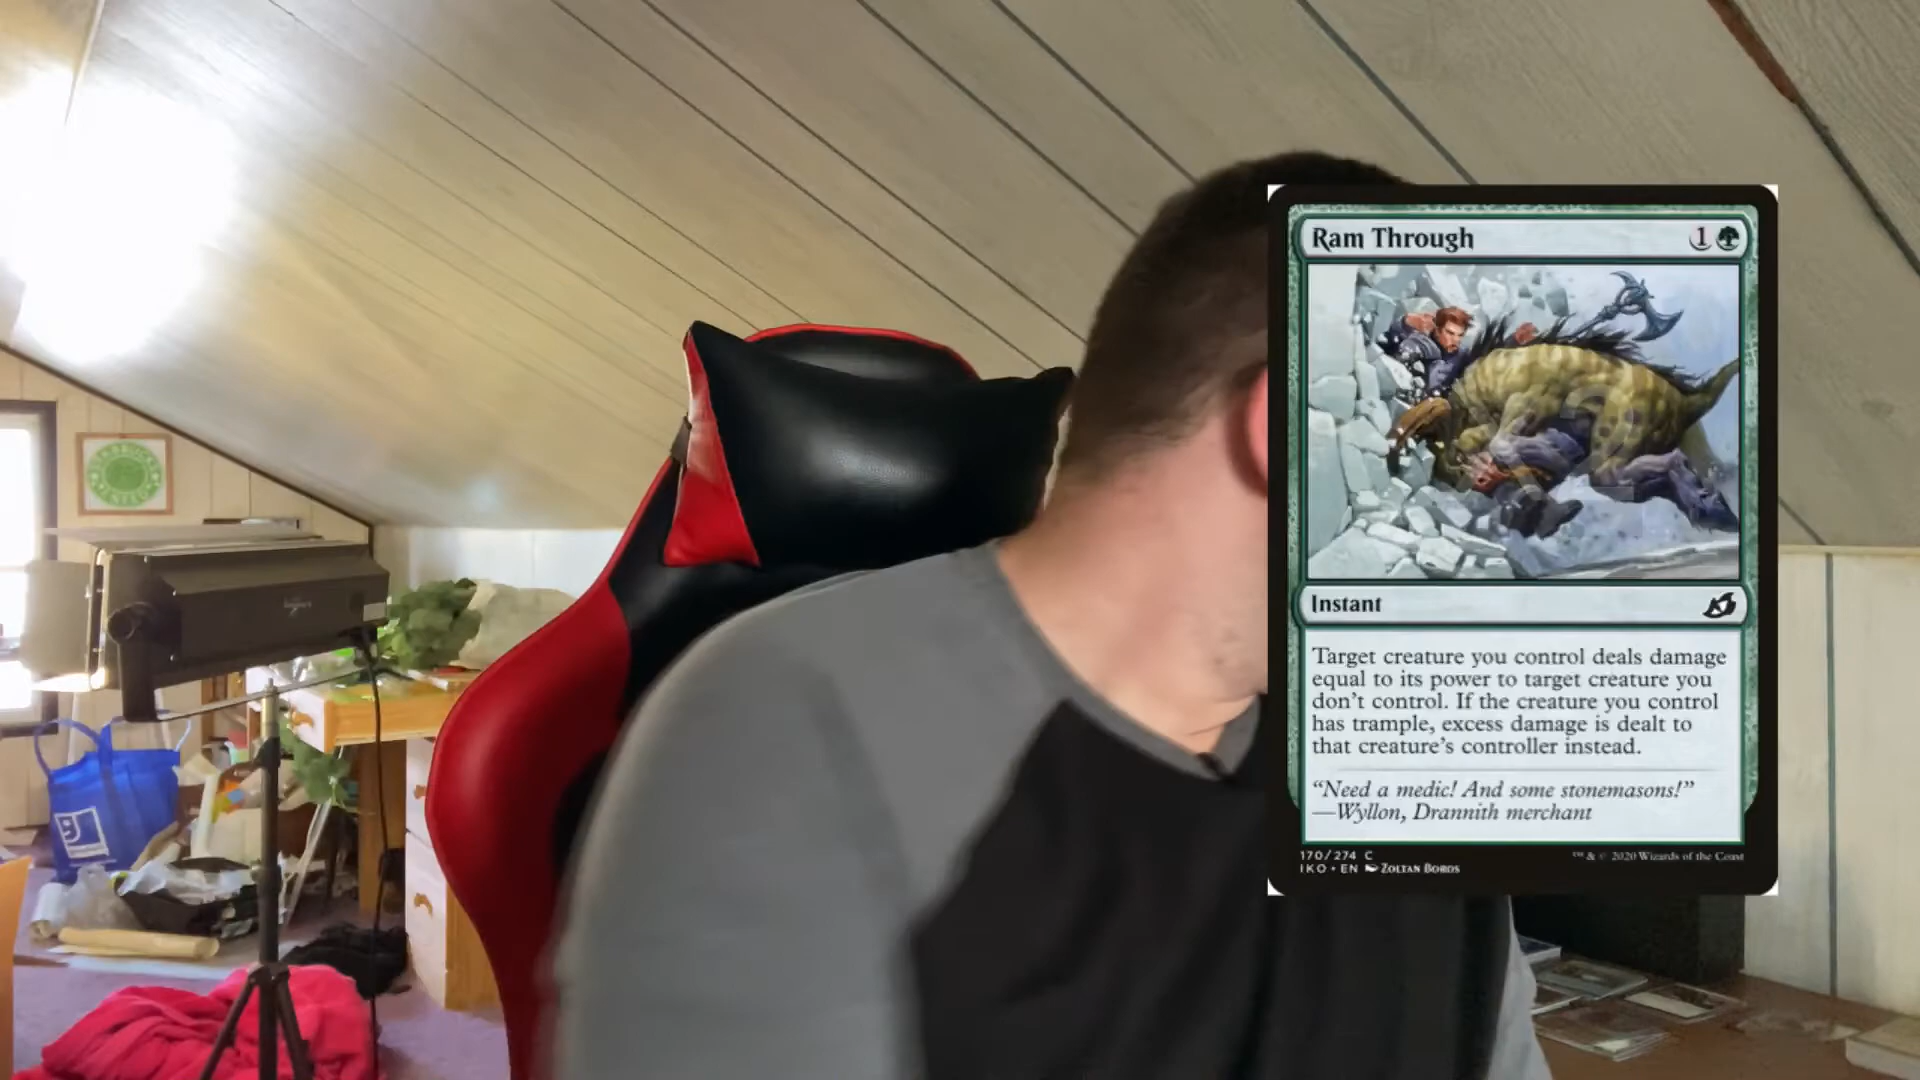 Ram Through 1
Instant
Target creature you control deals damage
equal to its power to target creature you
don't control. If the creature you control
has trample, excess damage is dealt to
that creature's controller instead.
“Need a medic! And some stonemasons!”
—Wyllon, Drannith merchant
170/274 C ™ & © 2020 Wizards of the Coast
IKO • EN Zoltan Boros